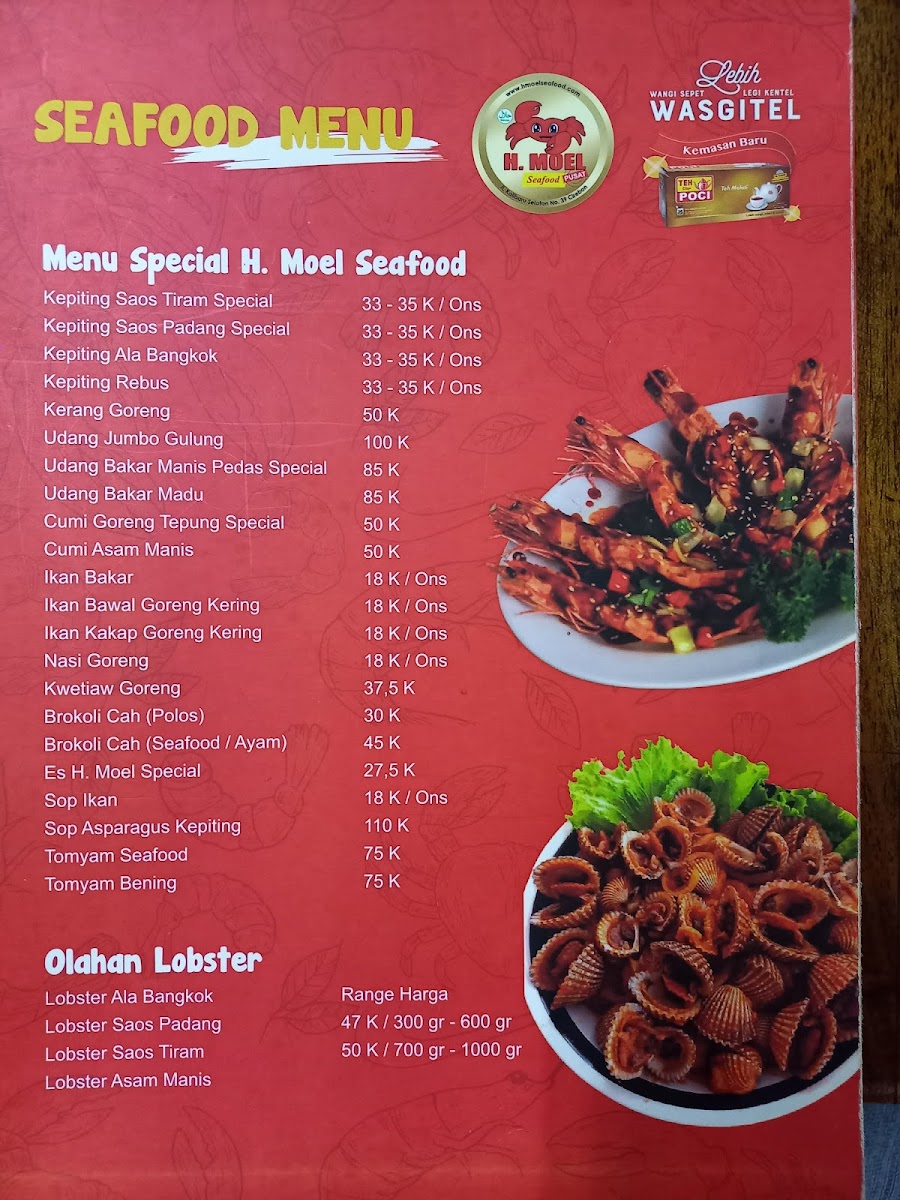 SEAFOOD MENU
www.hmoelseafood.com
H. MOEL
Seafood PUSAT
Lebih
WANGI SEPET LEGI KENTEL
WASGITEL
Kemasan Baru
TEH
POCI
Teh Melati
Menu Special H. Moel Seafood
Kepiting Saos Tiram Special 33 - 35 K / Ons
Kepiting Saos Padang Special 33 - 35 K / Ons
Kepiting Ala Bangkok 33 - 35 K / Ons
Kepiting Rebus 33 - 35 K / Ons
Kerang Goreng 50 K
Udang Jumbo Gulung 100 K
Udang Bakar Manis Pedas Special 85 K
Udang Bakar Madu 85 K
Cumi Goreng Tepung Special 50 K
Cumi Asam Manis 50 K
Ikan Bakar 18 K / Ons
Ikan Bawal Goreng Kering 18 K / Ons
Ikan Kakap Goreng Kering 18 K / Ons
Nasi Goreng 18 K / Ons
Kwetiaw Goreng 37,5 K
Brokoli Cah (Polos) 30 K
Brokoli Cah (Seafood / Ayam) 45 K
Es H. Moel Special 27,5 K
Sop Ikan 18 K / Ons
Sop Asparagus Kepiting 110 K
Tomyam Seafood 75 K
Tomyam Bening 75 K
Olahan Lobster
Lobster Ala Bangkok Range Harga
Lobster Saos Padang 47 K / 300 gr - 600 gr
Lobster Saos Tiram 50 K / 700 gr - 1000 gr
Lobster Asam Manis